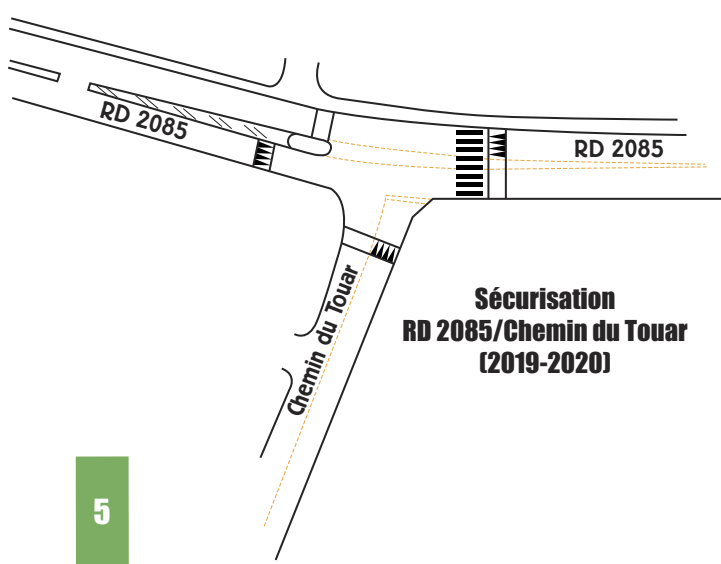 RD 2085
RD 2085
Chemin du Touar
Sécurisation
RD 2085/Chemin du Touar
(2019-2020)
5